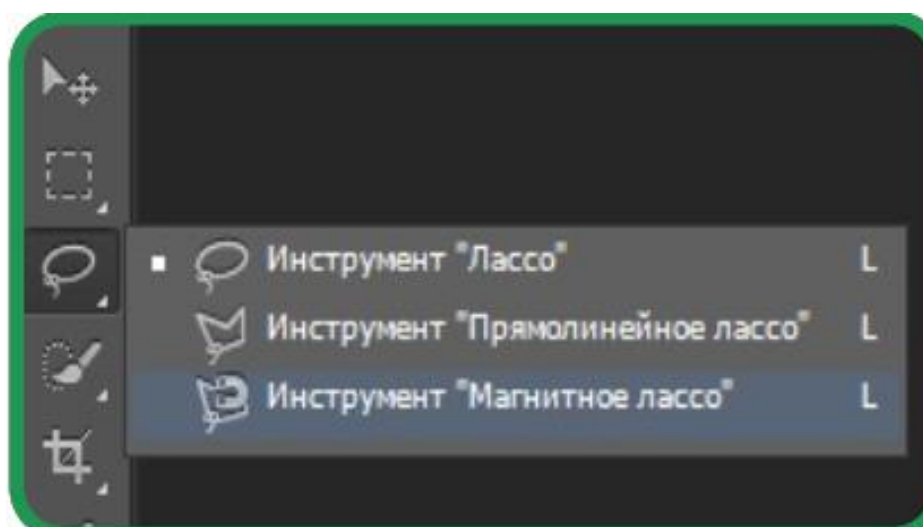 Инструмент "Лассо" L
Инструмент "Прямолинейное лассо" L
Инструмент "Магнитное лассо" L